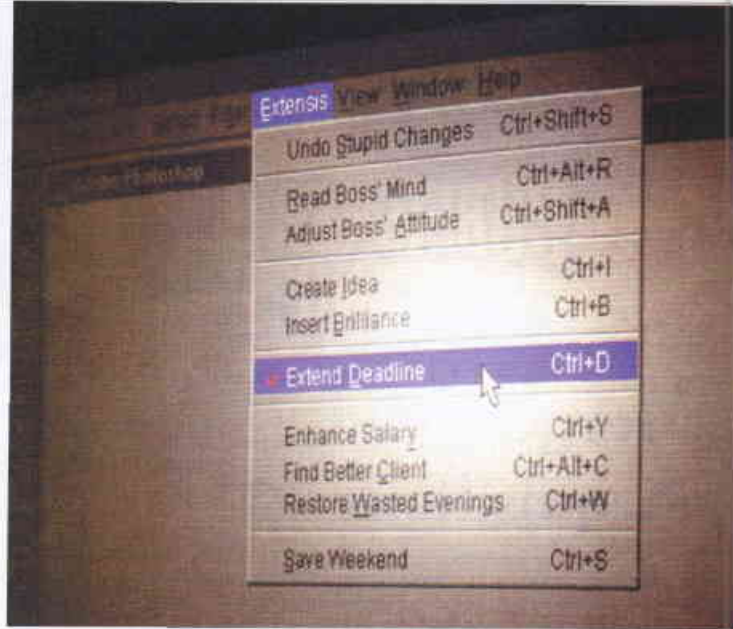 Extensis View Window Help
Undo Stupid Changes Ctrl+Shift+S
Read Boss' Mind Ctrl+Alt+R
Adjust Boss' Attitude Ctrl+Shift+A
Create Idea Ctrl+I
Insert Brilliance Ctrl+B
Extend Deadline Ctrl+D
Enhance Salary Ctrl+Y
Find Better Client Ctrl+Alt+C
Restore Wasted Evenings Ctrl+W
Save Weekend Ctrl+S